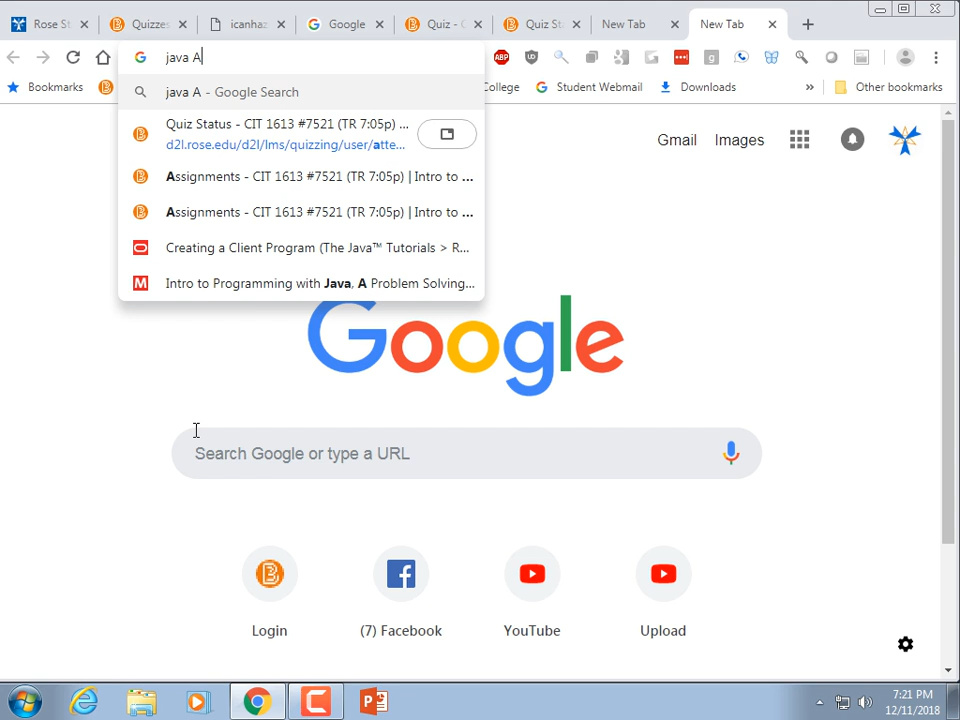 Rose St
Quizzes
icanhaz
Google
Quiz - C
Quiz Sta
New Tab
New Tab
java A
ABP
g
Bookmarks
College
Student Webmail
Downloads
»
Other bookmarks
java A - Google Search
Quiz Status - CIT 1613 #7521 (TR 7:05p) ...
d2l.rose.edu/d2l/lms/quizzing/user/atte...
Assignments - CIT 1613 #7521 (TR 7:05p) | Intro to ...
Assignments - CIT 1613 #7521 (TR 7:05p) | Intro to ...
Creating a Client Program (The Java™ Tutorials > R...
Intro to Programming with Java, A Problem Solving...
Gmail
Images
Google
Search Google or type a URL
Login
(7) Facebook
YouTube
Upload
7:21 PM
12/11/2018